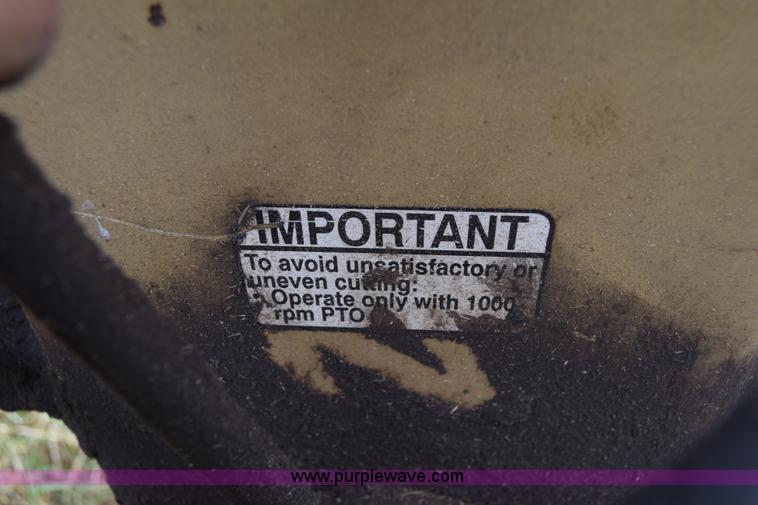 IMPORTANT
To avoid unsatisfactory or
uneven cutting:
- Operate only with 1000
rpm PTO
www.purplewave.com